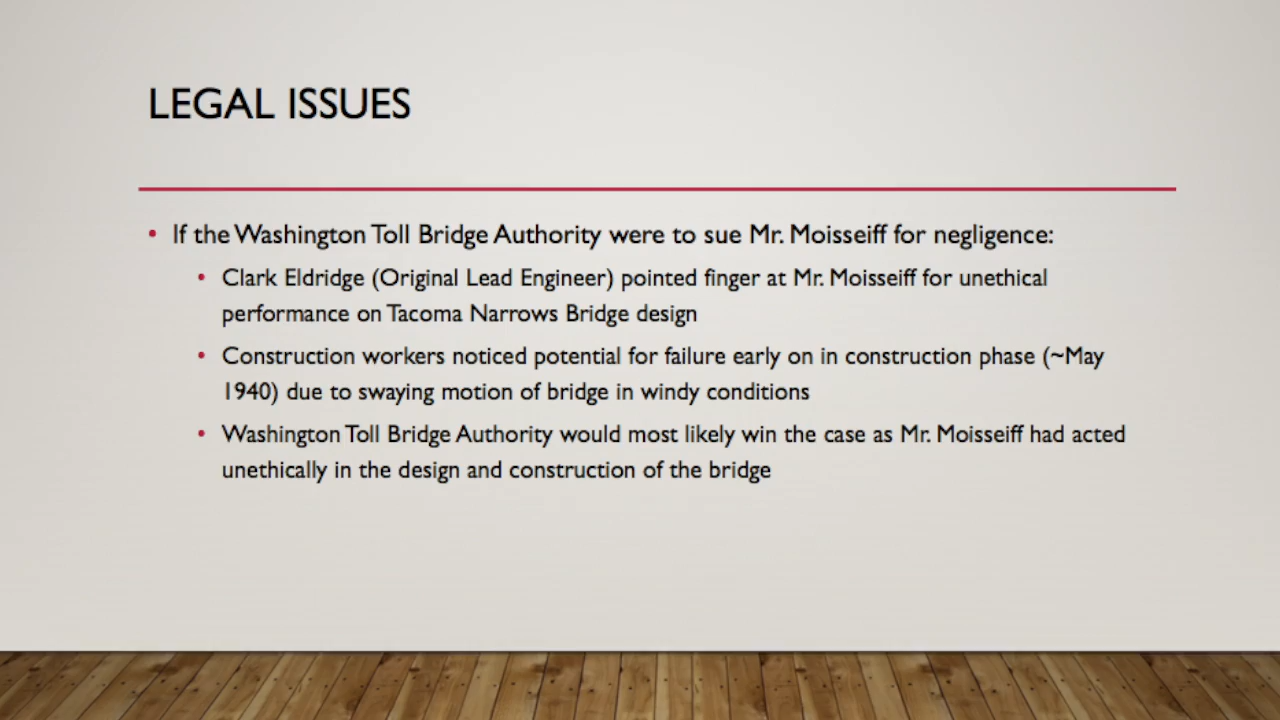 LEGAL ISSUES
• If the Washington Toll Bridge Authority were to sue Mr. Moisseiff for negligence:
• Clark Eldridge (Original Lead Engineer) pointed finger at Mr. Moisseiff for unethical
performance on Tacoma Narrows Bridge design
• Construction workers noticed potential for failure early on in construction phase (~May
1940) due to swaying motion of bridge in windy conditions
• Washington Toll Bridge Authority would most likely win the case as Mr. Moisseiff had acted
unethically in the design and construction of the bridge